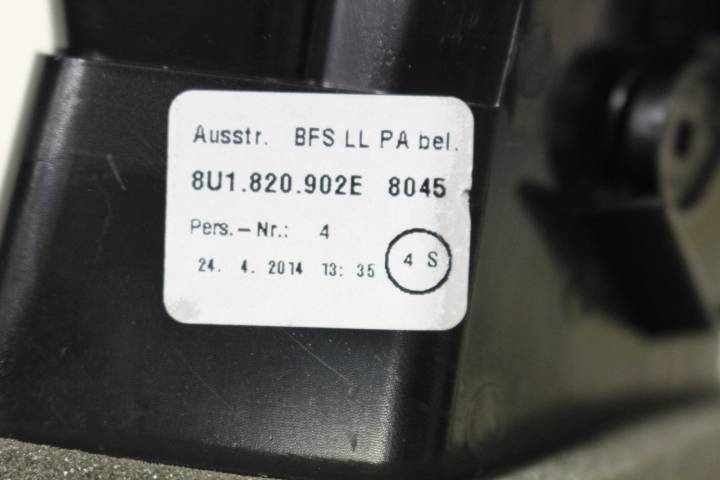 Ausstr. BFS LL PA bel.
8U1.820.902E 8045
Pers.-Nr.: 4
24. 4. 2014 13: 35
4 S